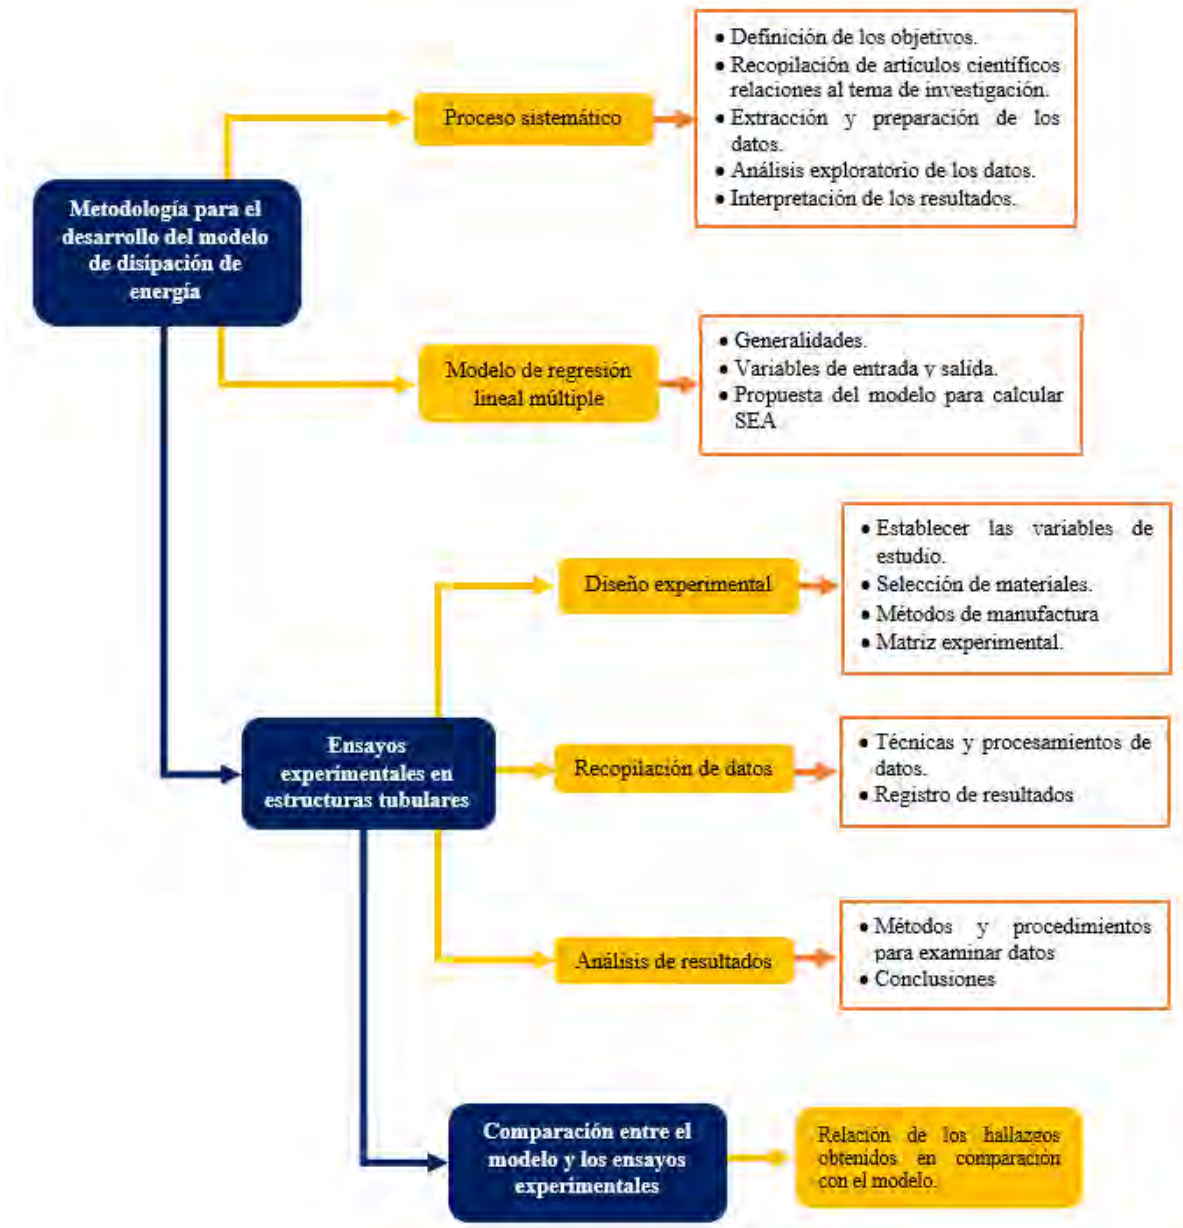 Metodología para el
desarrollo del modelo
de disipación de
energía
Proceso sistemático
• Definición de los objetivos.
• Recopilación de artículos científicos
relaciones al tema de investigación.
• Extracción y preparación de los
datos.
• Análisis exploratorio de los datos.
• Interpretación de los resultados.
Modelo de regresión
lineal múltiple
• Generalidades.
• Variables de entrada y salida.
• Propuesta del modelo para calcular
SEA
Ensayos
experimentales en
estructuras tubulares
Diseño experimental
• Establecer las variables de
estudio.
• Selección de materiales.
• Métodos de manufactura
• Matriz experimental.
Recopilación de datos
• Técnicas y procesamientos de
datos.
• Registro de resultados
Análisis de resultados
• Métodos y procedimientos
para examinar datos
• Conclusiones
Comparación entre el
modelo y los ensayos
experimentales
Relación de los hallazgos
obtenidos en comparación
con el modelo.